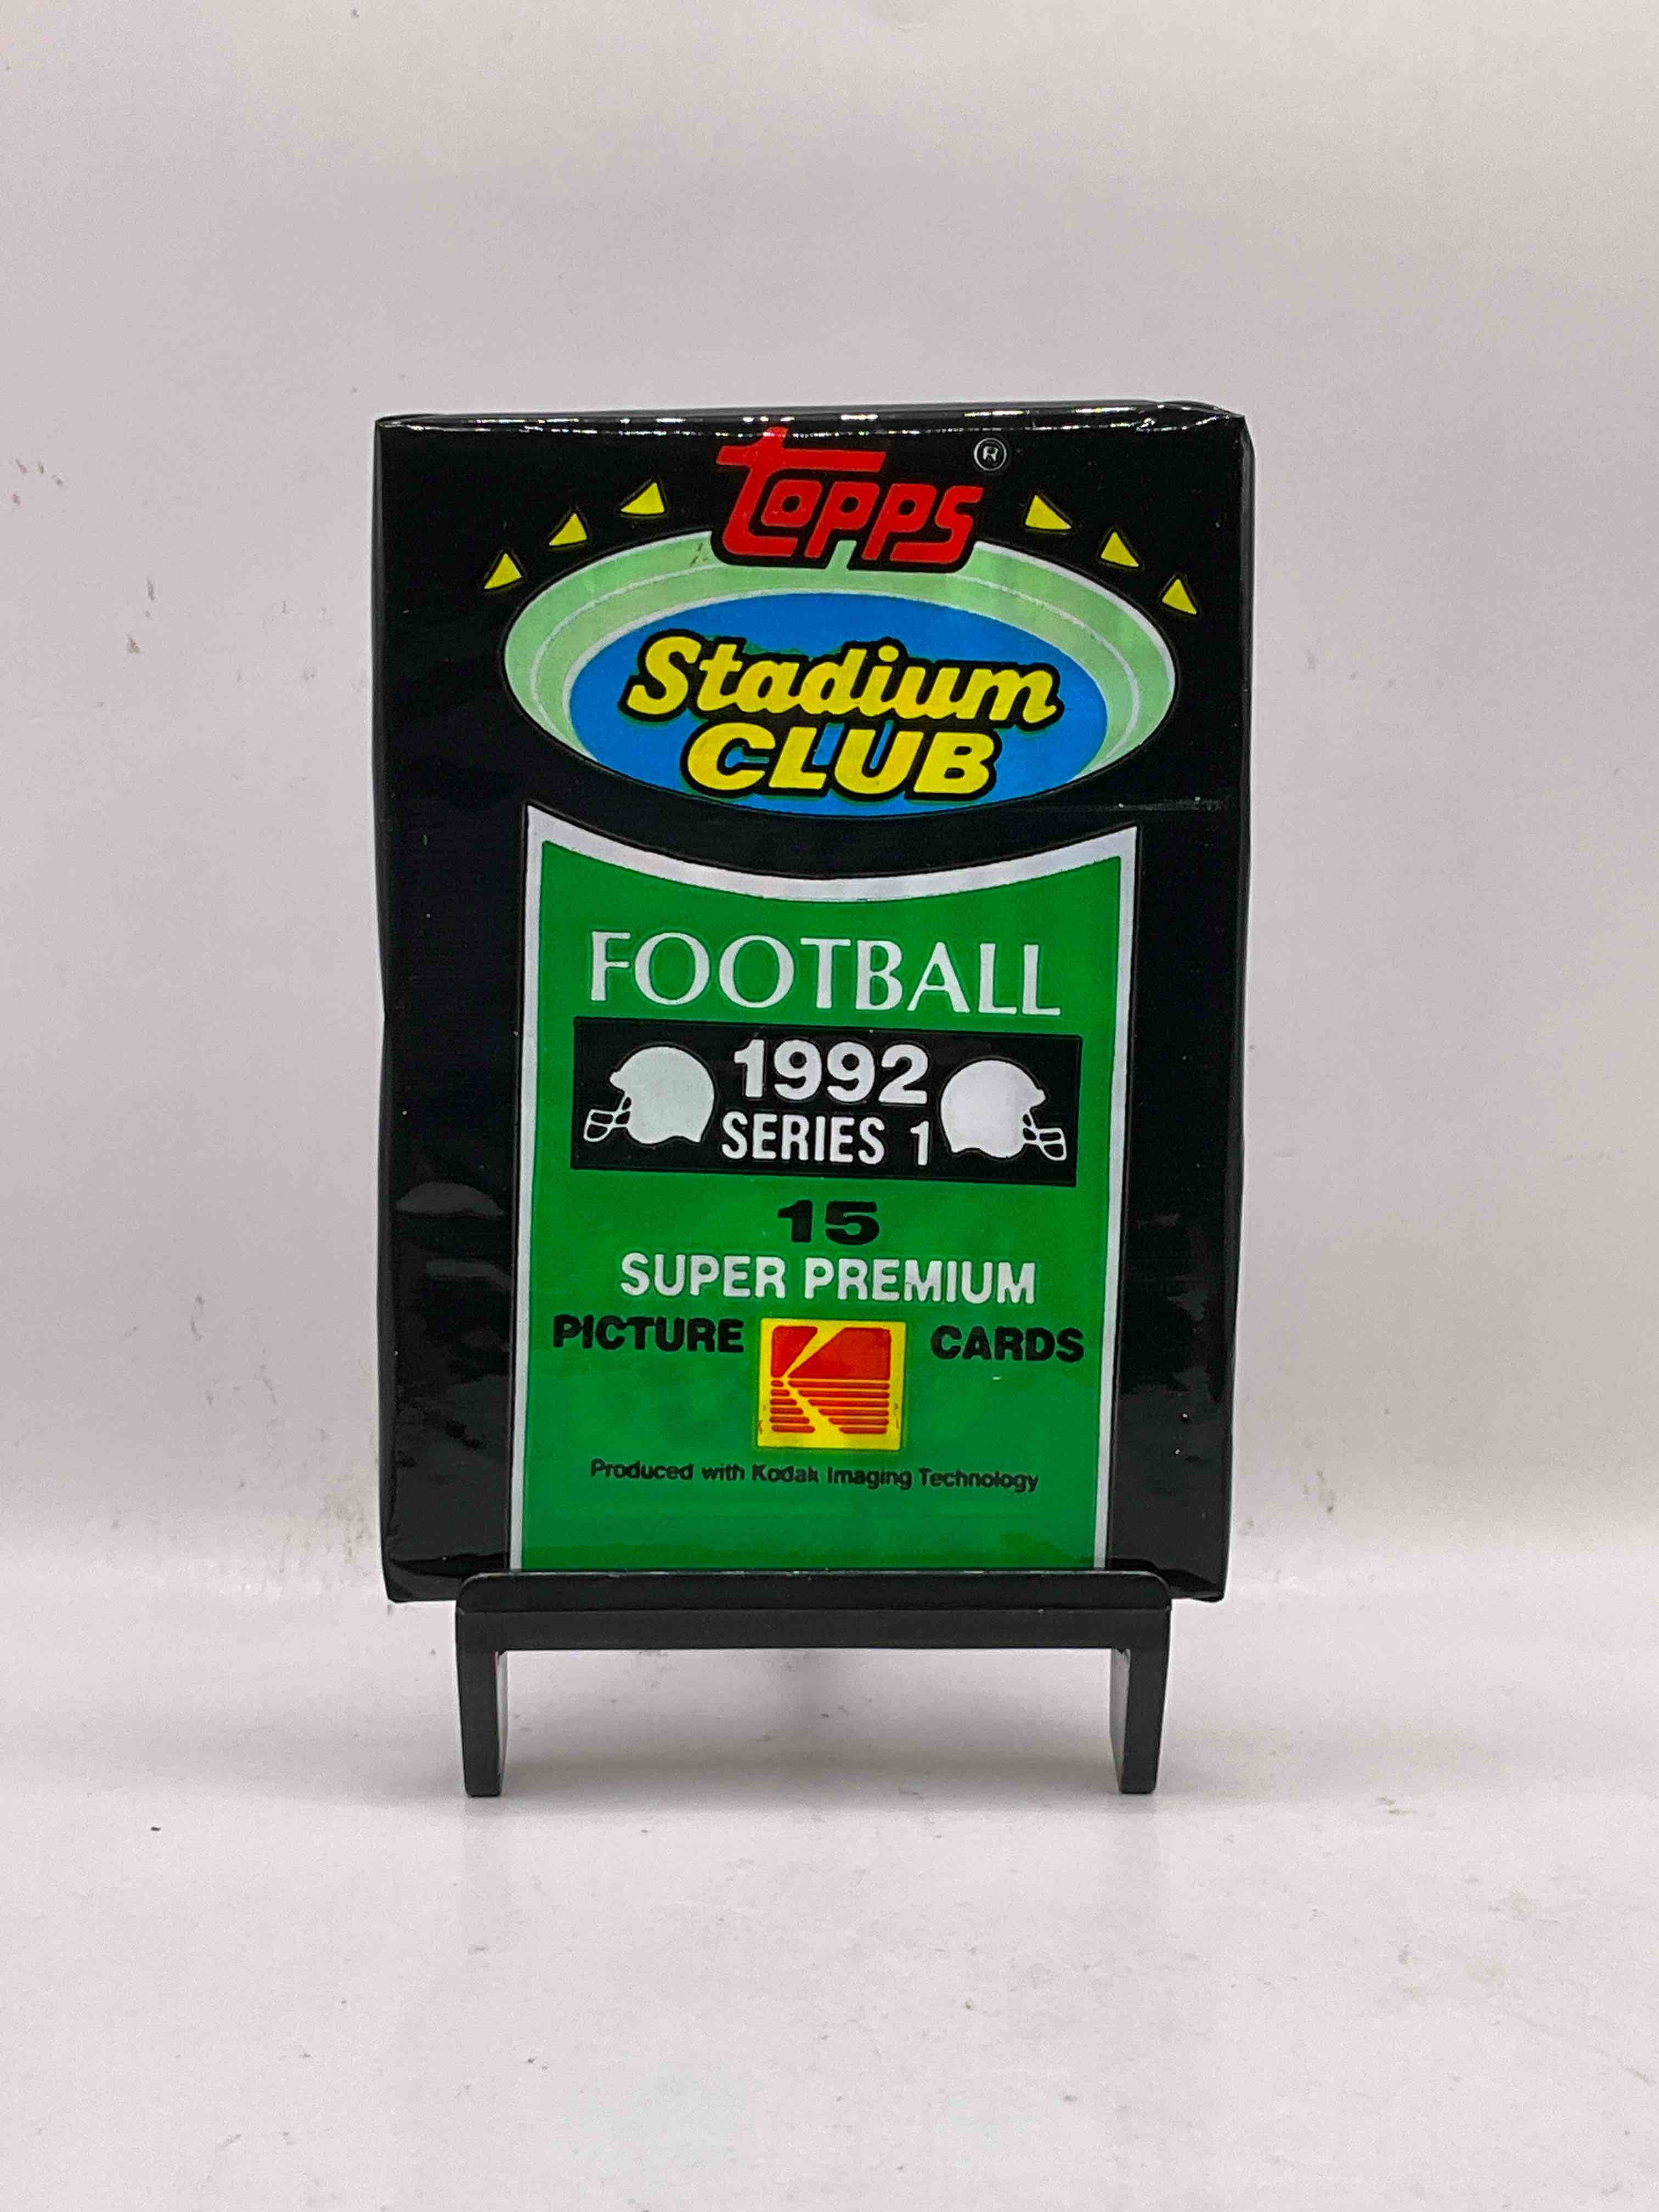 Topps ®
Stadium
CLUB
FOOTBALL
1992
SERIES 1
15
SUPER PREMIUM
PICTURE CARDS
K
Produced with Kodak Imaging Technology